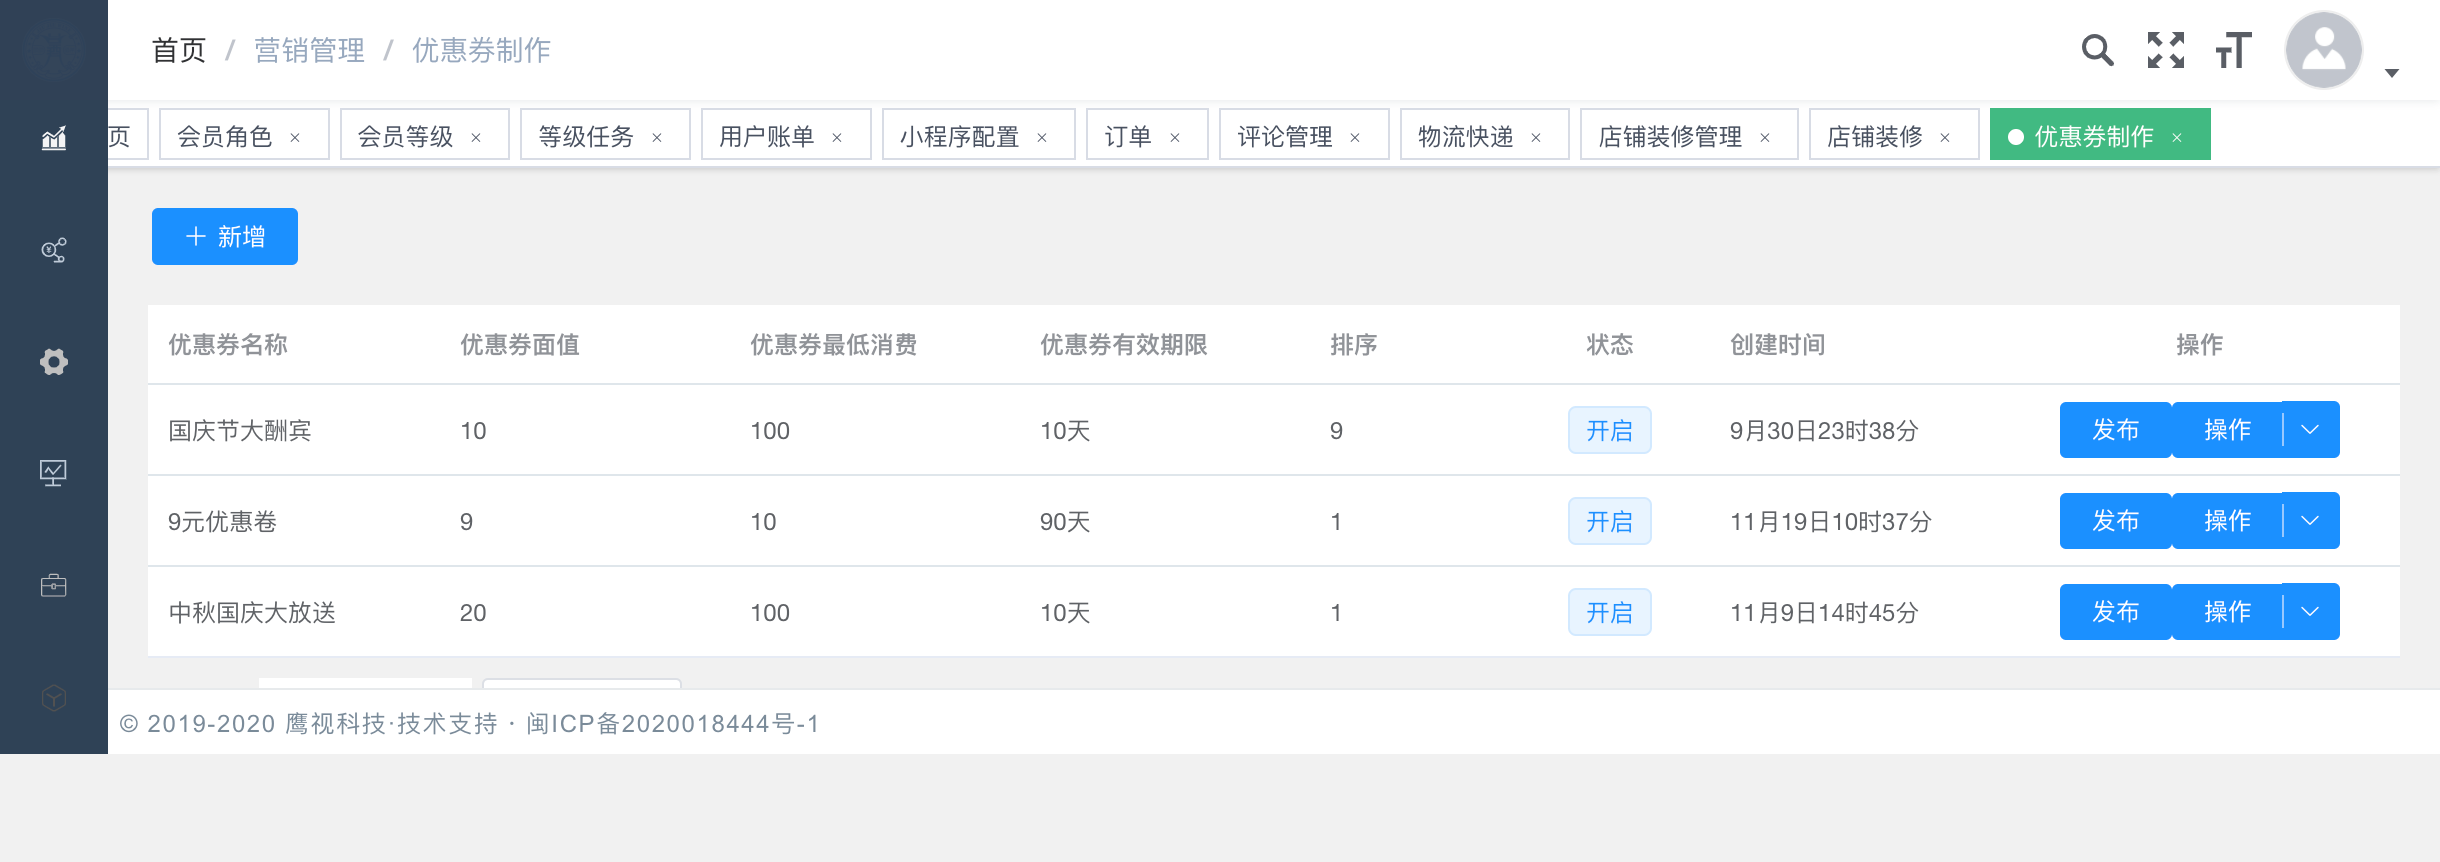 首页 / 营销管理 / 优惠券制作
页 会员角色 × 会员等级 × 等级任务 × 用户账单 × 小程序配置 × 订单 × 评论管理 × 物流快递 × 店铺装修管理 × 店铺装修 × 优惠券制作 ×
新增
优惠券名称 优惠券面值 优惠券最低消费 优惠券有效期限 排序 状态 创建时间 操作
国庆节大酬宾 10 100 10天 9 开启 9月30日23时38分 发布 操作
9元优惠卷 9 10 90天 1 开启 11月19日10时37分 发布 操作
中秋国庆大放送 20 100 10天 1 开启 11月9日14时45分 发布 操作
© 2019-2020 鹰视科技·技术支持 · 闽ICP备2020018444号-1